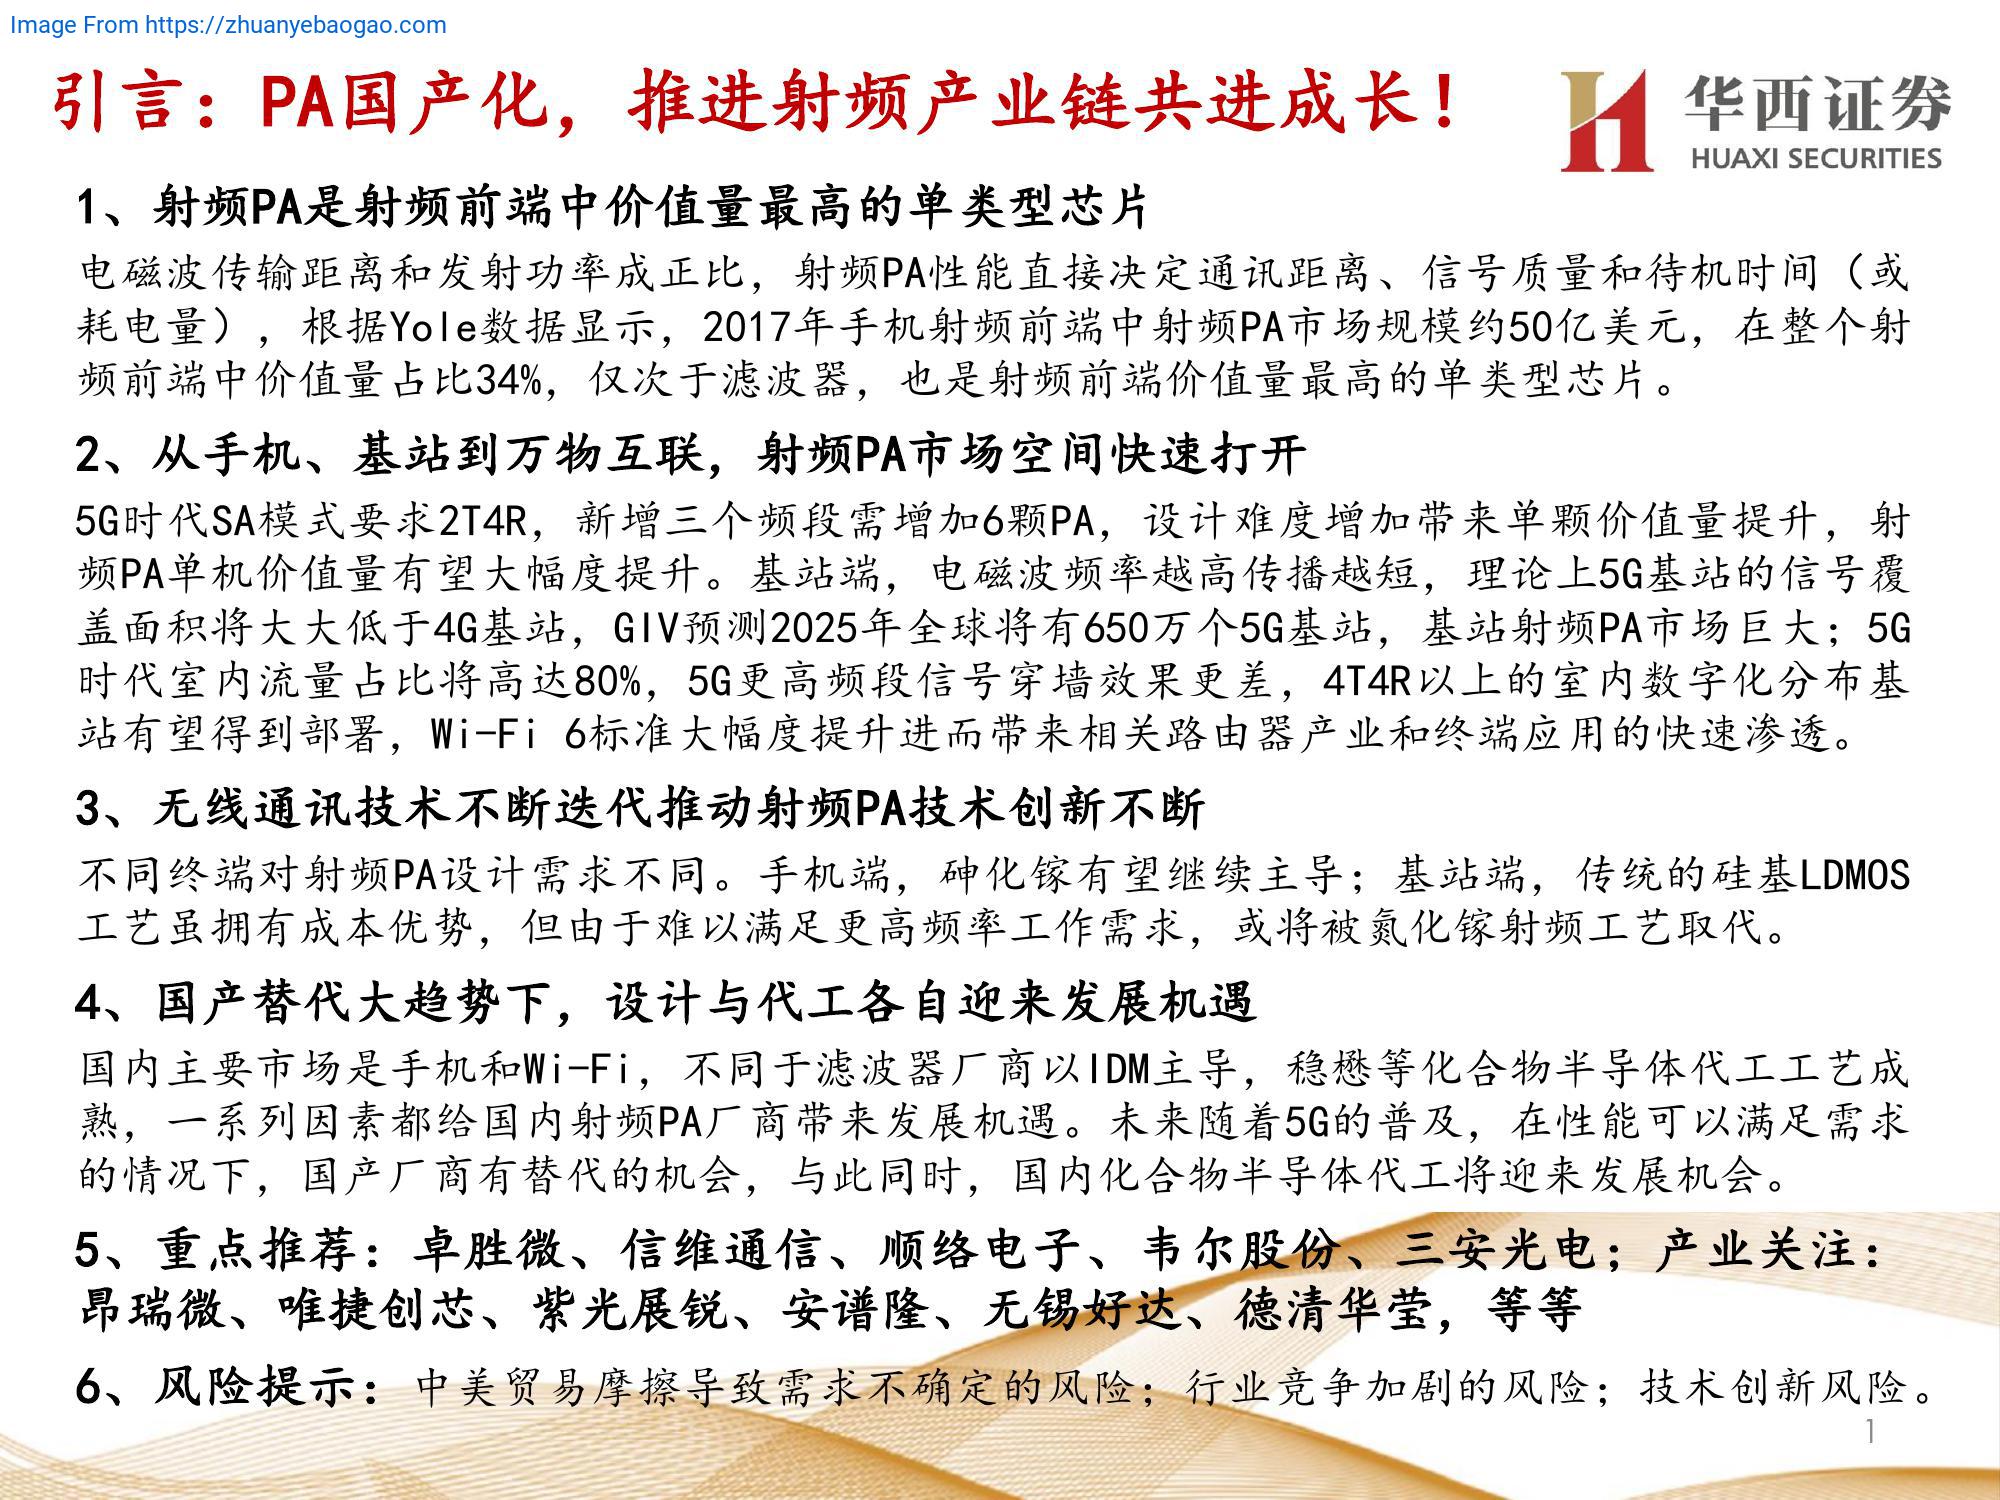 Image From https://zhuanyebaogao.com
引言：PA国产化，推进射频产业链共进成长！
华西证券
HUAXI SECURITIES
1、射频PA是射频前端中价值量最高的单类型芯片
电磁波传输距离和发射功率成正比，射频PA性能直接决定通讯距离、信号质量和待机时间（或
耗电量），根据Yole数据显示，2017年手机射频前端中射频PA市场规模约50亿美元，在整个射
频前端中价值量占比34%，仅次于滤波器，也是射频前端价值量最高的单类型芯片。
2、从手机、基站到万物互联，射频PA市场空间快速打开
5G时代SA模式要求2T4R，新增三个频段需增加6颗PA，设计难度增加带来单颗价值量提升，射
频PA单机价值量有望大幅度提升。基站端，电磁波频率越高传播越短，理论上5G基站的信号覆
盖面积将大大低于4G基站，GIV预测2025年全球将有650万个5G基站，基站射频PA市场巨大；5G
时代室内流量占比将高达80%，5G更高频段信号穿墙效果更差，4T4R以上的室内数字化分布基
站有望得到部署，Wi-Fi 6标准大幅度提升进而带来相关路由器产业和终端应用的快速渗透。
3、无线通讯技术不断迭代推动射频PA技术创新不断
不同终端对射频PA设计需求不同。手机端，砷化镓有望继续主导；基站端，传统的硅基LDMOS
工艺虽拥有成本优势，但由于难以满足更高频率工作需求，或将被氮化镓射频工艺取代。
4、国产替代大趋势下，设计与代工各自迎来发展机遇
国内主要市场是手机和Wi-Fi，不同于滤波器厂商以IDM主导，稳懋等化合物半导体代工工艺成
熟，一系列因素都给国内射频PA厂商带来发展机遇。未来随着5G的普及，在性能可以满足需求
的情况下，国产厂商有替代的机会，与此同时，国内化合物半导体代工将迎来发展机会。
5、重点推荐：卓胜微、信维通信、顺络电子、韦尔股份、三安光电；产业关注：
昂瑞微、唯捷创芯、紫光展锐、安谱隆、无锡好达、德清华莹，等等
6、风险提示：中美贸易摩擦导致需求不确定的风险；行业竞争加剧的风险；技术创新风险。
1